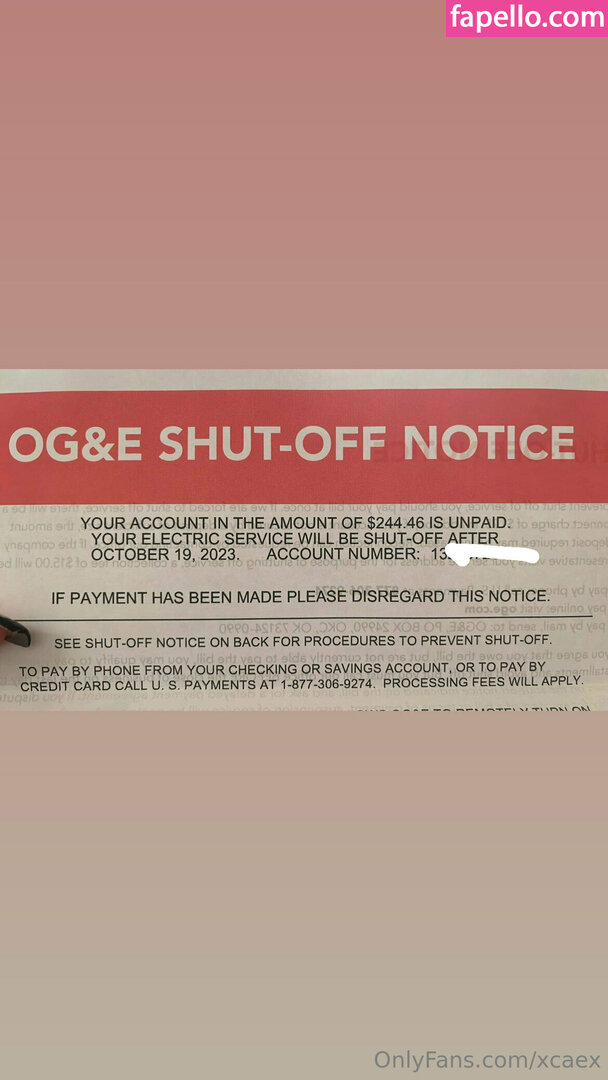 fapello.com
OG&E SHUT-OFF NOTICE
YOUR ACCOUNT IN THE AMOUNT OF $244.46 IS UNPAID.
YOUR ELECTRIC SERVICE WILL BE SHUT-OFF AFTER
OCTOBER 19, 2023. ACCOUNT NUMBER:
IF PAYMENT HAS BEEN MADE PLEASE DISREGARD THIS NOTICE.
SEE SHUT-OFF NOTICE ON BACK FOR PROCEDURES TO PREVENT SHUT-OFF.
TO PAY BY PHONE FROM YOUR CHECKING OR SAVINGS ACCOUNT, OR TO PAY BY
CREDIT CARD CALL U. S. PAYMENTS AT 1-877-306-9274. PROCESSING FEES WILL APPLY.
OnlyFans.com/xcaex